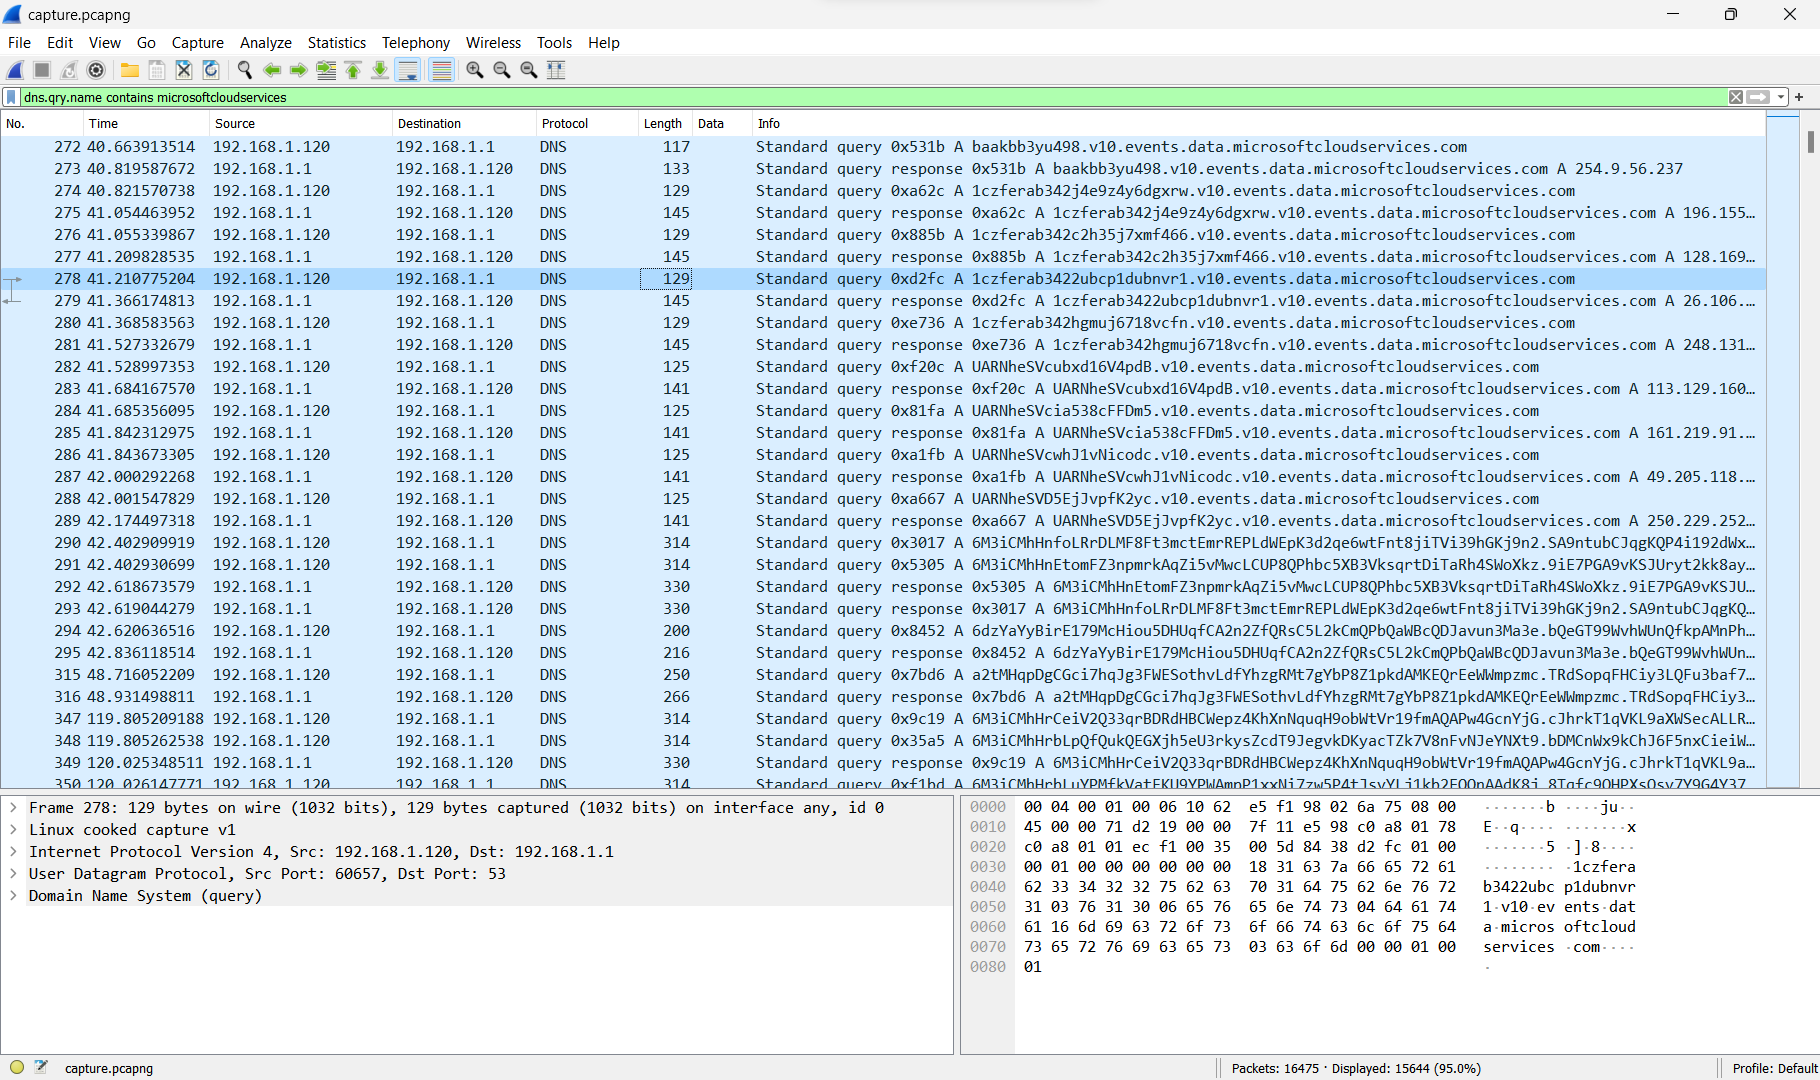 capture.pcapng
File Edit View Go Capture Analyze Statistics Telephony Wireless Tools Help
dns.qry.name contains microsoftcloudservices
No. Time Source Destination Protocol Length Data Info
272 40.663913514 192.168.1.120 192.168.1.1 DNS 117 Standard query 0x531b A baakbb3yu498.v10.events.data.microsoftcloudservices.com
273 40.819587672 192.168.1.1 192.168.1.120 DNS 133 Standard query response 0x531b A baakbb3yu498.v10.events.data.microsoftcloudservices.com A 254.9.56.237
274 40.821570738 192.168.1.120 192.168.1.1 DNS 129 Standard query 0xa62c A 1czferab342j4e9z4y6dgxrw.v10.events.data.microsoftcloudservices.com
275 41.054463952 192.168.1.1 192.168.1.120 DNS 145 Standard query response 0xa62c A 1czferab342j4e9z4y6dgxrw.v10.events.data.microsoftcloudservices.com A 196.155…
276 41.055339867 192.168.1.120 192.168.1.1 DNS 129 Standard query 0x885b A 1czferab342c2h35j7xmf466.v10.events.data.microsoftcloudservices.com
277 41.209828535 192.168.1.1 192.168.1.120 DNS 145 Standard query response 0x885b A 1czferab342c2h35j7xmf466.v10.events.data.microsoftcloudservices.com A 128.169…
278 41.210775204 192.168.1.120 192.168.1.1 DNS 129 Standard query 0xd2fc A 1czferab3422ubcp1dubnvr1.v10.events.data.microsoftcloudservices.com
279 41.366174813 192.168.1.1 192.168.1.120 DNS 145 Standard query response 0xd2fc A 1czferab3422ubcp1dubnvr1.v10.events.data.microsoftcloudservices.com A 26.106.…
280 41.368583563 192.168.1.120 192.168.1.1 DNS 129 Standard query 0xe736 A 1czferab342hgmuj6718vcfn.v10.events.data.microsoftcloudservices.com
281 41.527332679 192.168.1.1 192.168.1.120 DNS 145 Standard query response 0xe736 A 1czferab342hgmuj6718vcfn.v10.events.data.microsoftcloudservices.com A 248.131…
282 41.528997353 192.168.1.120 192.168.1.1 DNS 125 Standard query 0xf20c A UARNheSVcubxd16V4pdB.v10.events.data.microsoftcloudservices.com
283 41.684167570 192.168.1.1 192.168.1.120 DNS 141 Standard query response 0xf20c A UARNheSVcubxd16V4pdB.v10.events.data.microsoftcloudservices.com A 113.129.160…
284 41.685356095 192.168.1.120 192.168.1.1 DNS 125 Standard query 0x81fa A UARNheSVcia538cFFDm5.v10.events.data.microsoftcloudservices.com
285 41.842312975 192.168.1.1 192.168.1.120 DNS 141 Standard query response 0x81fa A UARNheSVcia538cFFDm5.v10.events.data.microsoftcloudservices.com A 161.219.91.…
286 41.843673305 192.168.1.120 192.168.1.1 DNS 125 Standard query 0xa1fb A UARNheSVcwhJ1vNicodc.v10.events.data.microsoftcloudservices.com
287 42.000292268 192.168.1.1 192.168.1.120 DNS 141 Standard query response 0xa1fb A UARNheSVcwhJ1vNicodc.v10.events.data.microsoftcloudservices.com A 49.205.118.…
288 42.001547829 192.168.1.120 192.168.1.1 DNS 125 Standard query 0xa667 A UARNheSVD5EjJvpfK2yc.v10.events.data.microsoftcloudservices.com
289 42.174497318 192.168.1.1 192.168.1.120 DNS 141 Standard query response 0xa667 A UARNheSVD5EjJvpfK2yc.v10.events.data.microsoftcloudservices.com A 250.229.252…
290 42.402909919 192.168.1.120 192.168.1.1 DNS 314 Standard query 0x3017 A 6M3iCMhHnfoLRrDLMF8Ft3mctEmrREPLdWEpK3d2qe6wtFnt8jiTVi39hGKj9n2.SA9ntubCJqgKQP4i192dWx…
291 42.402930699 192.168.1.120 192.168.1.1 DNS 314 Standard query 0x5305 A 6M3iCMhHnEtomFZ3npmrkAqZi5vMwcLCUP8QPhbc5XB3VksqrtDiTaRh4SWoXkz.9iE7PGA9vKSJUryt2kk8ay…
292 42.618673579 192.168.1.1 192.168.1.120 DNS 330 Standard query response 0x5305 A 6M3iCMhHnEtomFZ3npmrkAqZi5vMwcLCUP8QPhbc5XB3VksqrtDiTaRh4SWoXkz.9iE7PGA9vKSJU…
293 42.619044279 192.168.1.1 192.168.1.120 DNS 330 Standard query response 0x3017 A 6M3iCMhHnfoLRrDLMF8Ft3mctEmrREPLdWEpK3d2qe6wtFnt8jiTVi39hGKj9n2.SA9ntubCJqgKQ…
294 42.620636516 192.168.1.120 192.168.1.1 DNS 200 Standard query 0x8452 A 6dzYaYyBirE179McHiou5DHUqfCA2n2ZfQRsC5L2kCmQPbQaWBcQDJavun3Ma3e.bQeGT99WvhWUnQfkpAMnPh…
295 42.836118514 192.168.1.1 192.168.1.120 DNS 216 Standard query response 0x8452 A 6dzYaYyBirE179McHiou5DHUqfCA2n2ZfQRsC5L2kCmQPbQaWBcQDJavun3Ma3e.bQeGT99WvhWUn…
315 48.716052209 192.168.1.120 192.168.1.1 DNS 250 Standard query 0x7bd6 A a2tMHqpDgCGci7hqJg3FWESothvLdfYhzgRMt7gYbP8Z1pkdAMKEQrEeWWmpzmc.TRdSopqFHCiy3LQFu3baf7…
316 48.931498811 192.168.1.1 192.168.1.120 DNS 266 Standard query response 0x7bd6 A a2tMHqpDgCGci7hqJg3FWESothvLdfYhzgRMt7gYbP8Z1pkdAMKEQrEeWWmpzmc.TRdSopqFHCiy3…
347 119.805209188 192.168.1.120 192.168.1.1 DNS 314 Standard query 0x9c19 A 6M3iCMhHrCeiV2Q33qrBDRdHBCWepz4KhXnNquqH9obWtVr19fmAQAPw4GcnYjG.cJhrkT1qVKL9aXWSecALLR…
348 119.805262538 192.168.1.120 192.168.1.1 DNS 314 Standard query 0x35a5 A 6M3iCMhHrbLpQfQukQEGXjh5eU3rkysZcdT9JegvkDKyacTZk7V8nFvNJeYNXt9.bDMCnWx9kChJ6F5nxCieiW…
349 120.025348511 192.168.1.1 192.168.1.120 DNS 330 Standard query response 0x9c19 A 6M3iCMhHrCeiV2Q33qrBDRdHBCWepz4KhXnNquqH9obWtVr19fmAQAPw4GcnYjG.cJhrkT1qVKL9a…
350 120.026147771 192.168.1.120 192.168.1.1 DNS 314 Standard query 0xf1bd A
Frame 278: 129 bytes on wire (1032 bits), 129 bytes captured (1032 bits) on interface any, id 0
Linux cooked capture v1
Internet Protocol Version 4, Src: 192.168.1.120, Dst: 192.168.1.1
User Datagram Protocol, Src Port: 60657, Dst Port: 53
Domain Name System (query)
0000 00 04 00 01 00 06 10 62 e5 f1 98 02 6a 75 08 00 ·······b ····ju··
0010 45 00 00 71 d2 19 00 00 7f 11 e5 98 c0 a8 01 78 E··q···· ·······x
0020 c0 a8 01 01 ec f1 00 35 00 5d 84 38 d2 fc 01 00 ·······5 ·]·8····
0030 00 01 00 00 00 00 00 00 18 31 63 7a 66 65 72 61 ········ ·1czfera
0040 62 33 34 32 32 75 62 63 70 31 64 75 62 6e 76 72 b3422ubc p1dubnvr
0050 31 03 76 31 30 06 65 76 65 6e 74 73 04 64 61 74 1·v10·ev ents·dat
0060 61 16 6d 69 63 72 6f 73 6f 66 74 63 6c 6f 75 64 a·micros oftcloud
0070 73 65 72 76 69 63 65 73 03 63 6f 6d 00 00 01 00 services ·com····
0080 01 ·
capture.pcapng
Packets: 16475 · Displayed: 15644 (95.0%)
Profile: Default